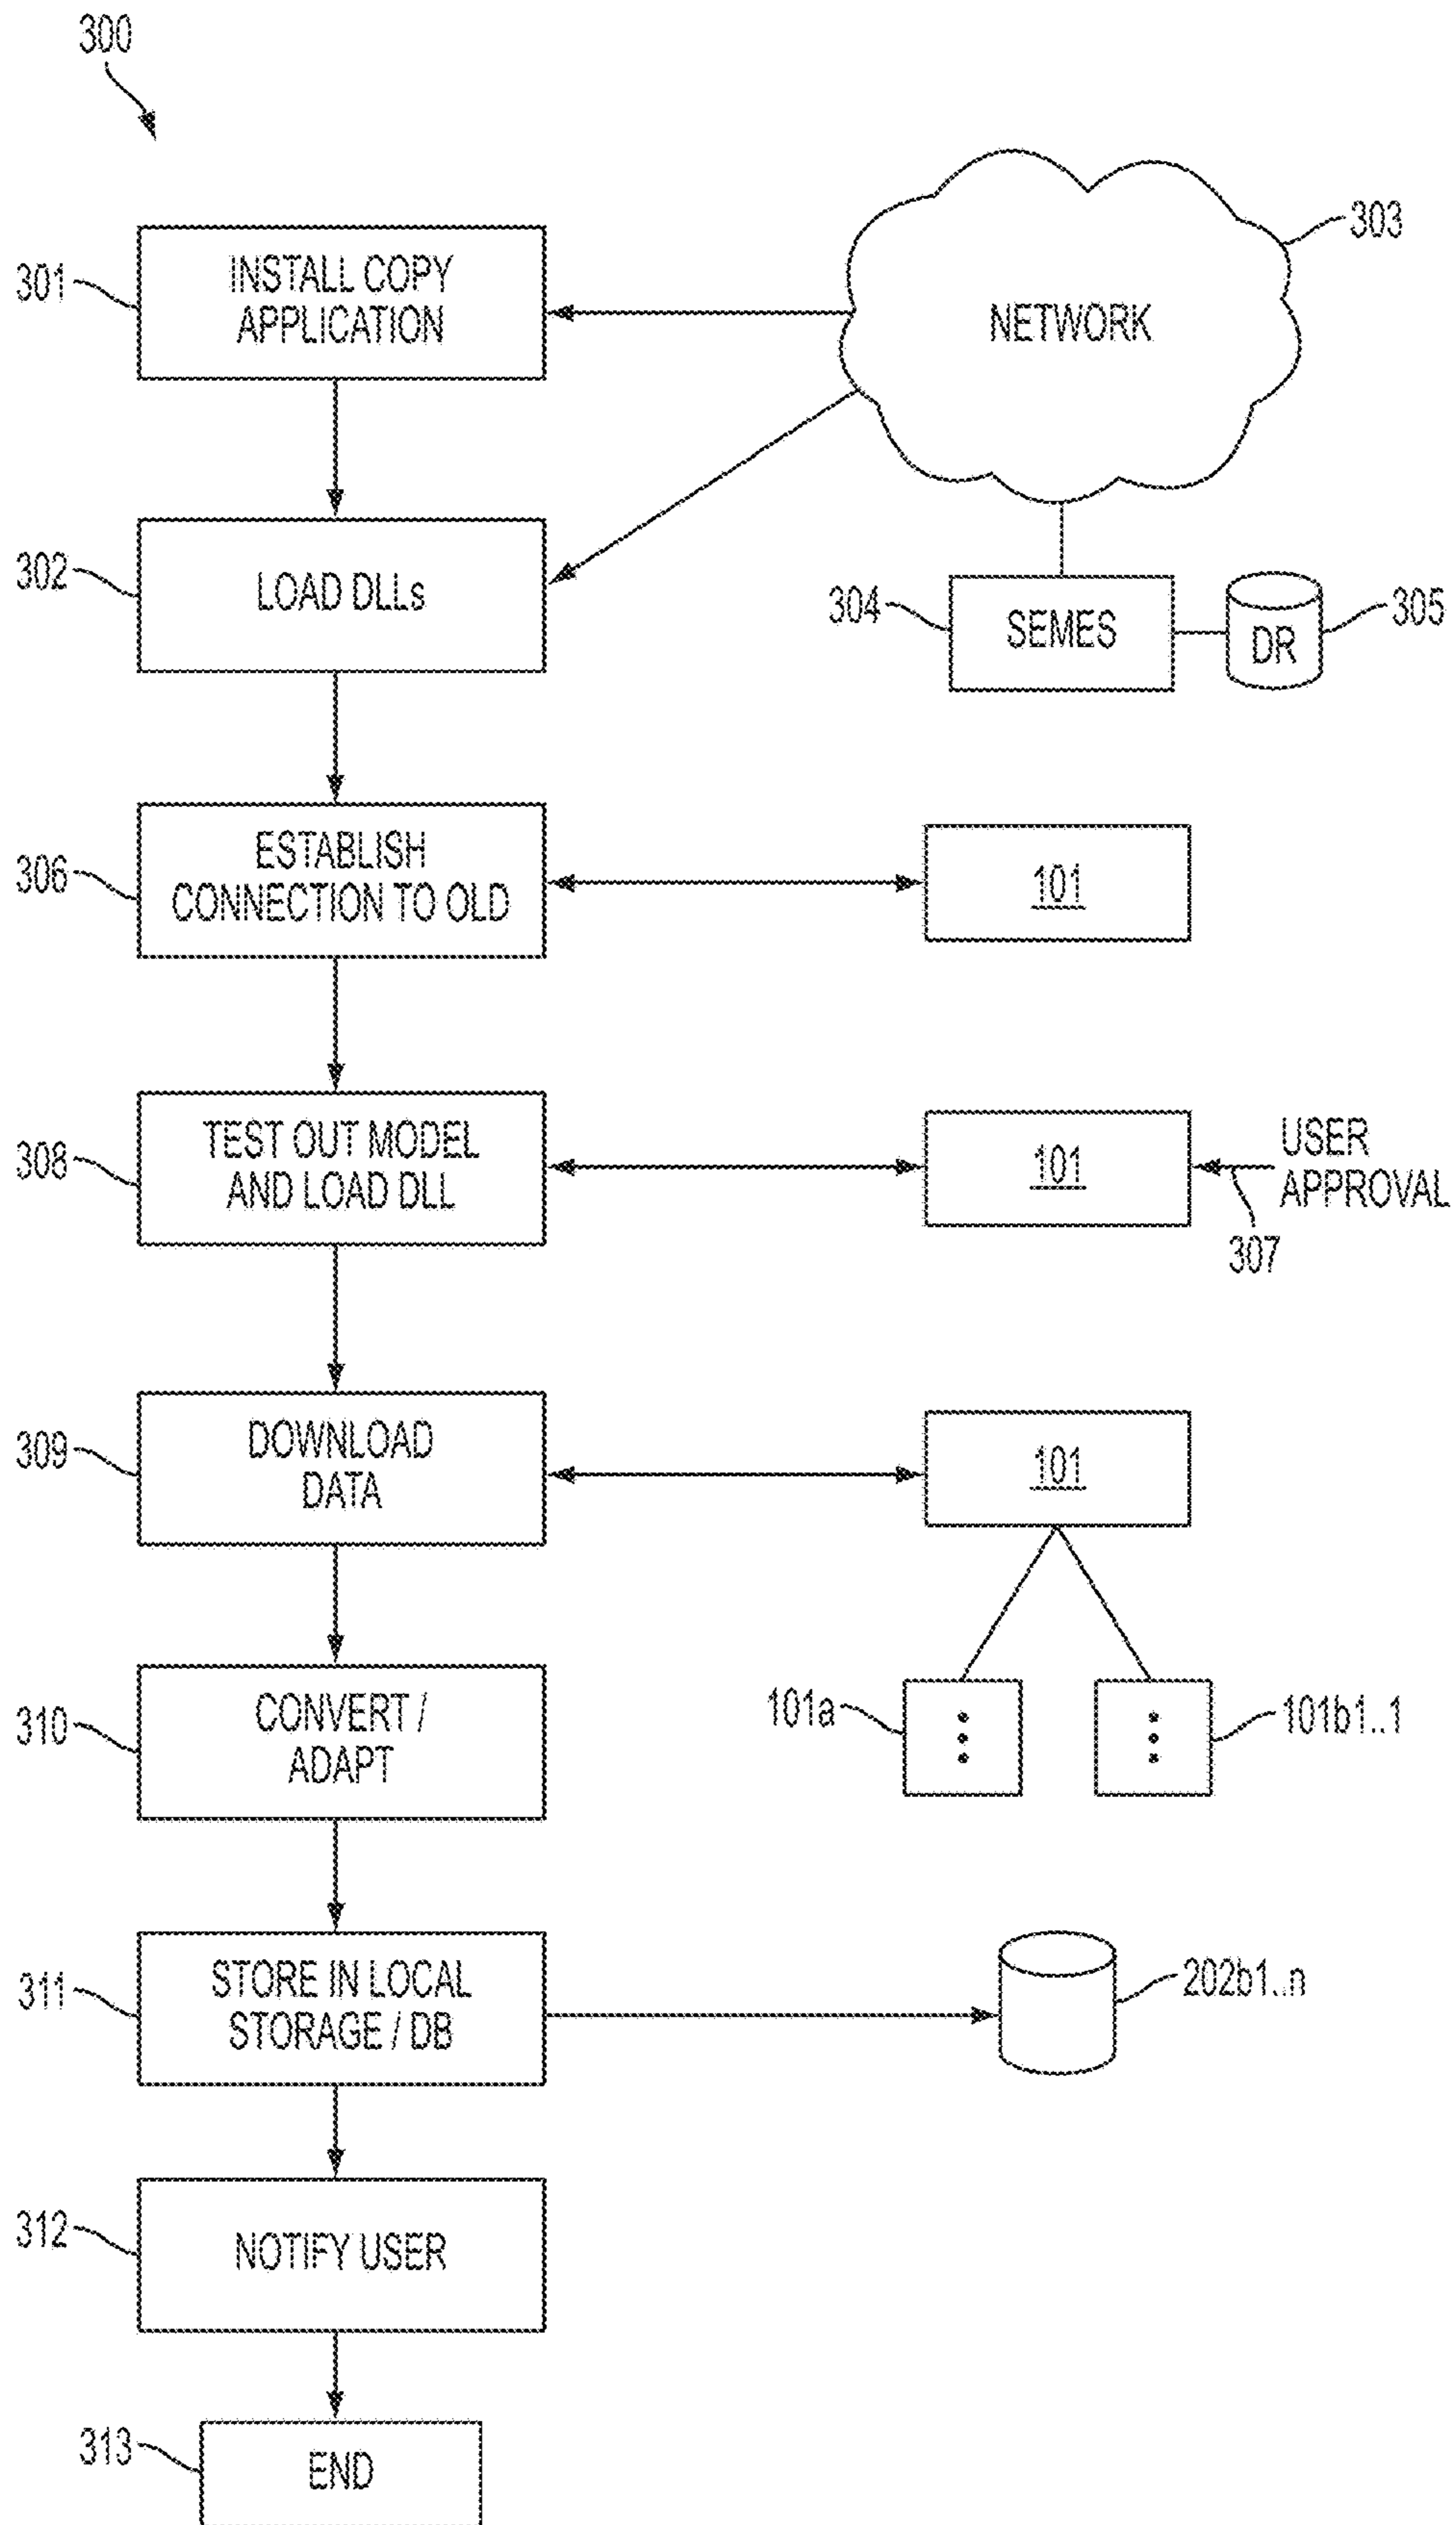 300
301
INSTALL COPY
APPLICATION
NETWORK
303
302
LOAD DLLs
304
SEMES
DR
305
306
ESTABLISH
CONNECTION TO OLD
101
308
TEST OUT MODEL
AND LOAD DLL
101
USER
APPROVAL
307
309
DOWNLOAD
DATA
101
310
CONVERT /
ADAPT
101a
101b1..1
311
STORE IN LOCAL
STORAGE / DB
202b1..n
312
NOTIFY USER
313
END